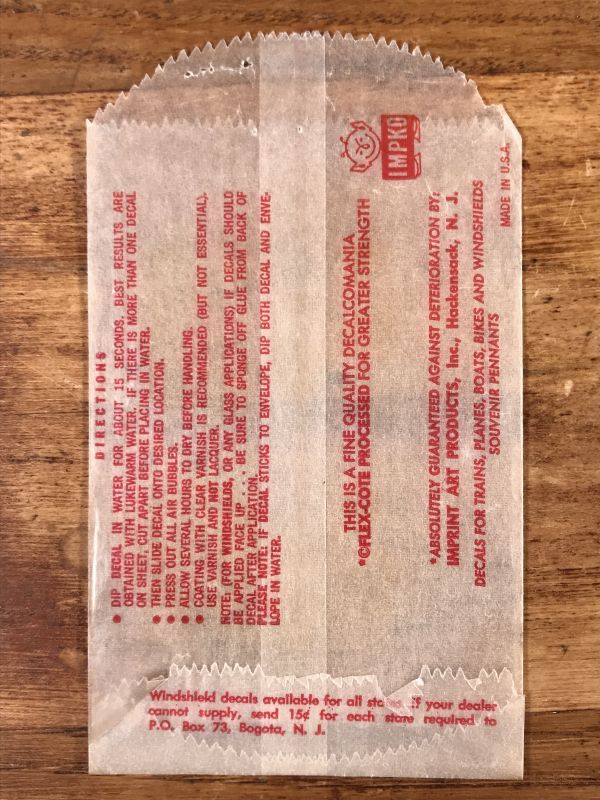 DIRECTIONS
● DIP DECAL IN WATER FOR ABOUT 15 SECONDS. BEST RESULTS ARE
OBTAINED WITH LUKEWARM WATER. IF THERE IS MORE THAN ONE DECAL
ON SHEET, CUT APART BEFORE PLACING IN WATER.
● THEN SLIDE DECAL ONTO DESIRED LOCATION.
● PRESS OUT ALL AIR BUBBLES.
● ALLOW SEVERAL HOURS TO DRY BEFORE HANDLING.
● COATING WITH CLEAR VARNISH IS RECOMMENDED (BUT NOT ESSENTIAL).
USE VARNISH AND NOT LACQUER.
NOTE: (FOR WINDSHIELDS, OR ANY GLASS APPLICATIONS) IF DECALS SHOULD
BE APPLIED FACE UP . . . BE SURE TO SPONGE OFF GLUE FROM BACK OF
DECAL AFTER APPLICATION.
PLEASE NOTE: IF DECAL STICKS TO ENVELOPE, DIP BOTH DECAL AND ENVE-
LOPE IN WATER.
THIS IS A FINE QUALITY DECALCOMANIA
*©FLEX-COTE PROCESSED FOR GREATER STRENGTH
IMPKO
*ABSOLUTELY GUARANTEED AGAINST DETERIORATION BY:
IMPRINT ART PRODUCTS, Inc., Hackensack, N. J.
DECALS FOR TRAINS, PLANES, BOATS, BIKES AND WINDSHIELDS
SOUVENIR PENNANTS
MADE IN U.S.A.
Windshield decals available for all states. If your dealer
cannot supply, send 15¢ for each state required to
P.O. Box 73, Bogota, N. J.